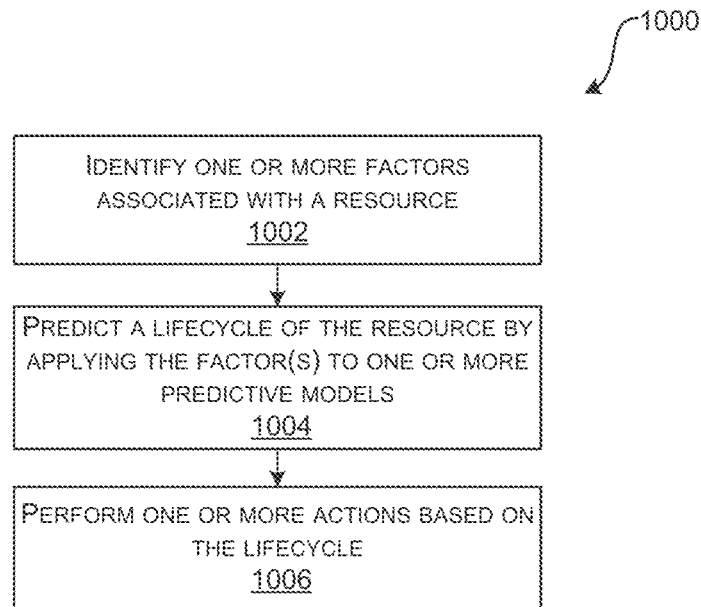 1000
IDENTIFY ONE OR MORE FACTORS
ASSOCIATED WITH A RESOURCE
1002
PREDICT A LIFECYCLE OF THE RESOURCE BY
APPLYING THE FACTOR(S) TO ONE OR MORE
PREDICTIVE MODELS
1004
PERFORM ONE OR MORE ACTIONS BASED ON
THE LIFECYCLE
1006